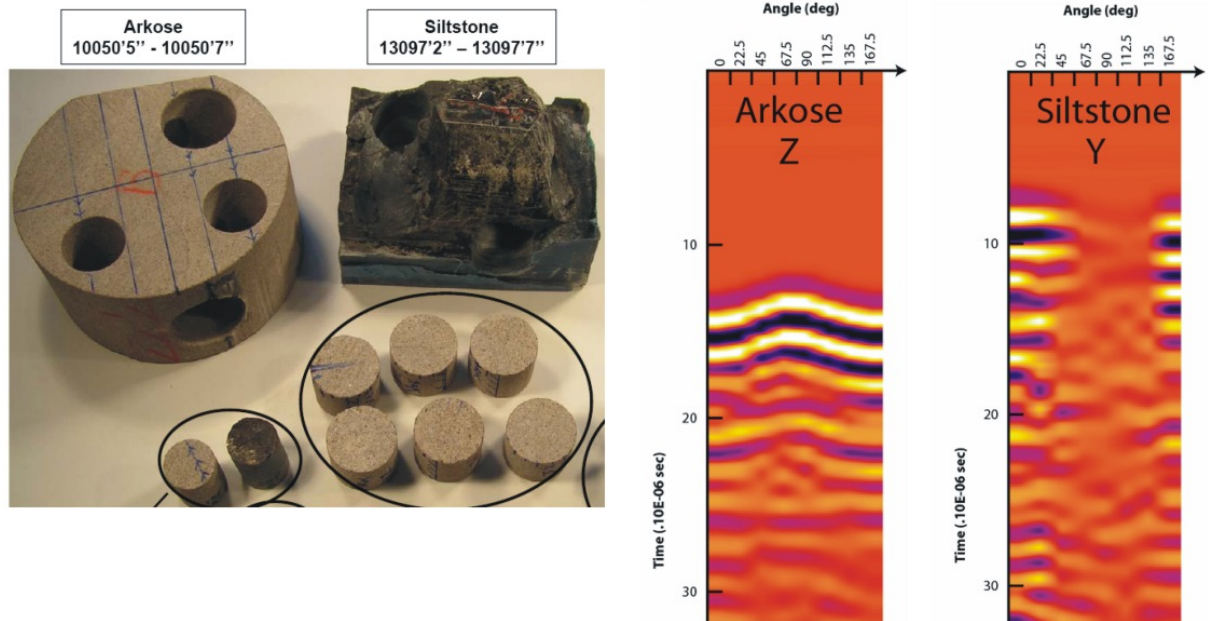 Arkose
10050'5'' - 10050'7''
Siltstone
13097'2'' – 13097'7''
Angle (deg)
0 22.5 45 67.5 90 112.5 135 167.5
Arkose
Z
10
20
30
Time (.10E-06 sec)
Angle (deg)
0 22.5 45 67.5 90 112.5 135 167.5
Siltstone
Y
10
20
30
Time (.10E-06 sec)